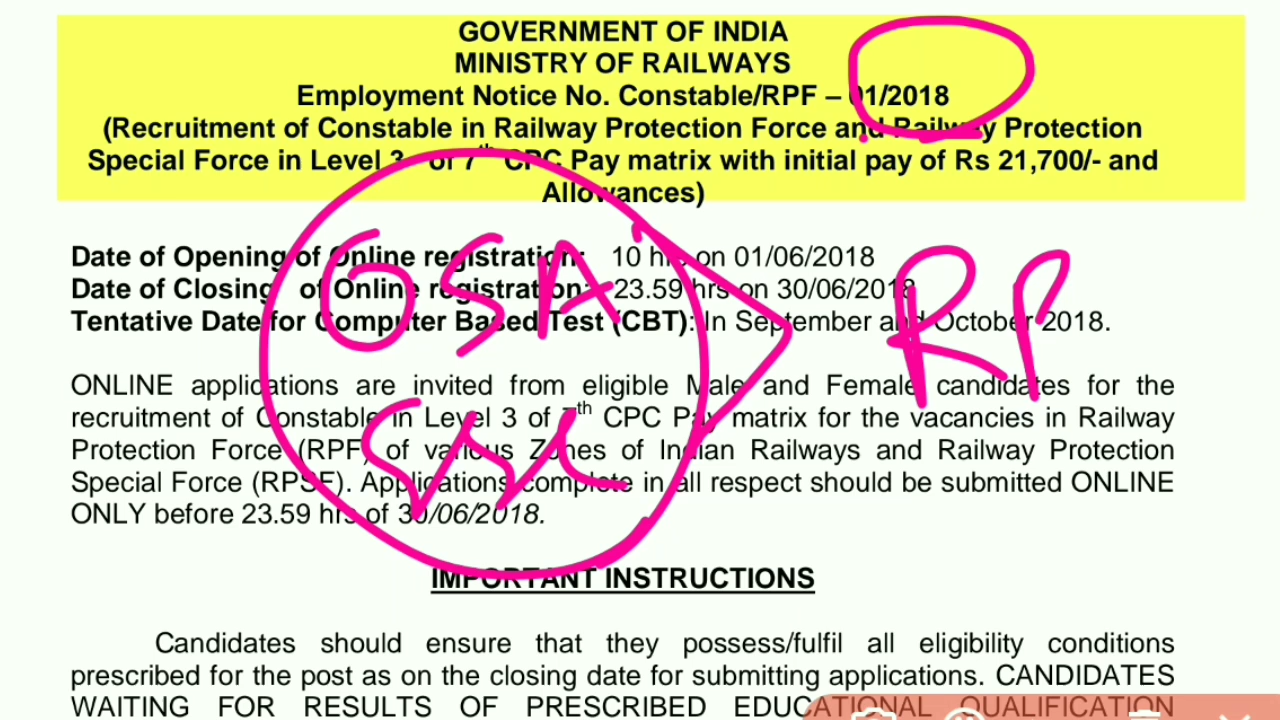 GOVERNMENT OF INDIA
MINISTRY OF RAILWAYS
Employment Notice No. Constable/RPF – 01/2018
(Recruitment of Constable in Railway Protection Force and Railway Protection
Special Force in Level 3 of 7th CPC Pay matrix with initial pay of Rs 21,700/- and
Allowances)
Date of Opening of Online registration: 10 hrs on 01/06/2018
Date of Closing of Online registration: 23.59 hrs on 30/06/2018
Tentative Date for Computer Based Test (CBT): In September and October 2018.
OSA
SSC
RP
ONLINE applications are invited from eligible Male and Female candidates for the
recruitment of Constable in Level 3 of 7th CPC Pay matrix for the vacancies in Railway
Protection Force (RPF) of various Zones of Indian Railways and Railway Protection
Special Force (RPSF). Applications complete in all respect should be submitted ONLINE
ONLY before 23.59 hrs of 30/06/2018.
IMPORTANT INSTRUCTIONS
Candidates should ensure that they possess/fulfil all eligibility conditions
prescribed for the post as on the closing date for submitting applications. CANDIDATES
WAITING FOR RESULTS OF PRESCRIBED EDUCATIONAL QUALIFICATION